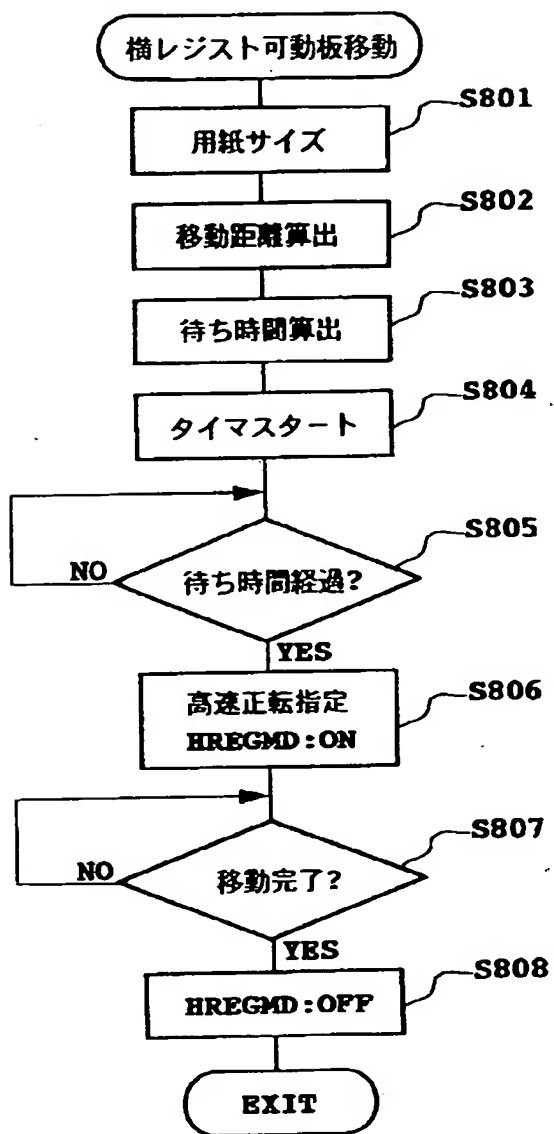 横レジスト可動板移動
S801
用紙サイズ
S802
移動距離算出
S803
待ち時間算出
S804
タイマスタート
S805
待ち時間経過?
NO
YES
S806
高速正転指定
HREGMD:ON
S807
移動完了?
NO
YES
S808
HREGMD:OFF
EXIT